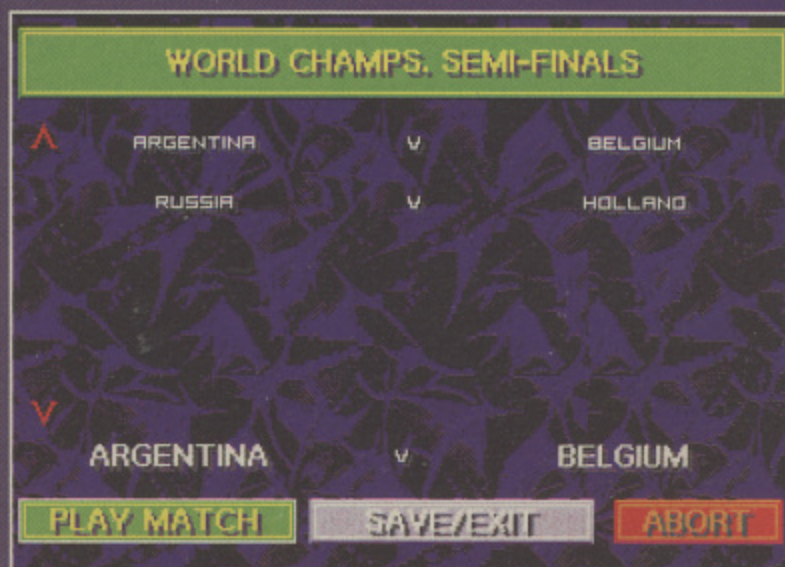 WORLD CHAMPS. SEMI-FINALS
ARGENTINA V BELGIUM
RUSSIA V HOLLAND
ARGENTINA V BELGIUM
PLAY MATCH SAVE/EXIT ABORT